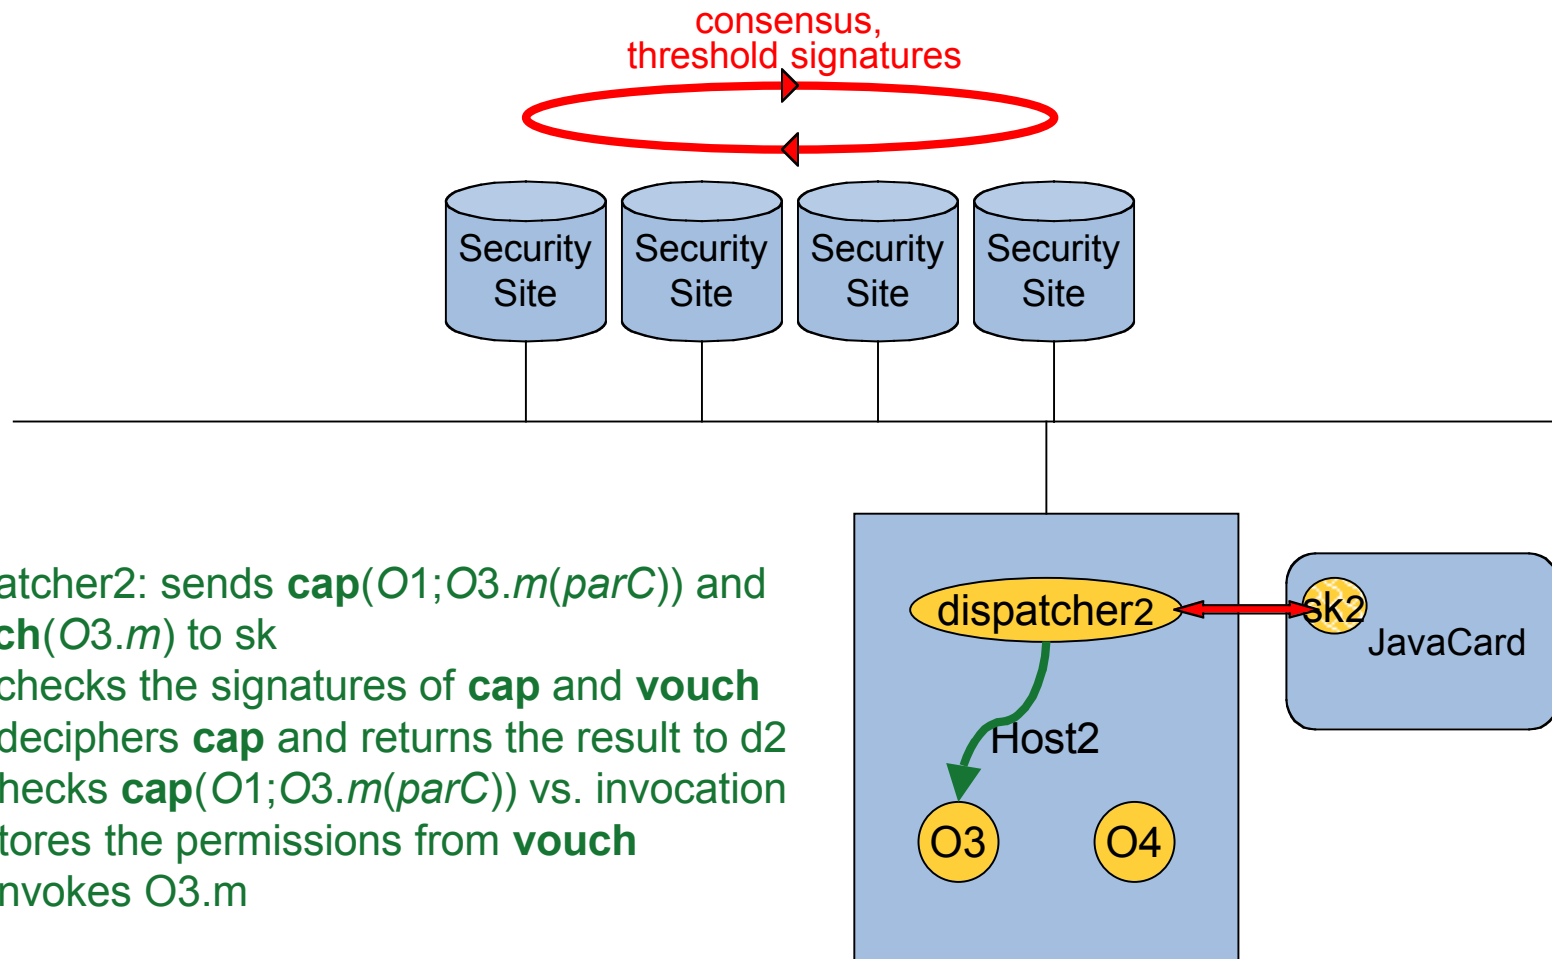 consensus,
threshold signatures
Security
Site
Security
Site
Security
Site
Security
Site
atcher2: sends cap(O1;O3.m(parC)) and
ch(O3.m) to sk
checks the signatures of cap and vouch
deciphers cap and returns the result to d2
hecks cap(O1;O3.m(parC)) vs. invocation
tores the permissions from vouch
nvokes O3.m
dispatcher2
sk2
JavaCard
Host2
O3
O4